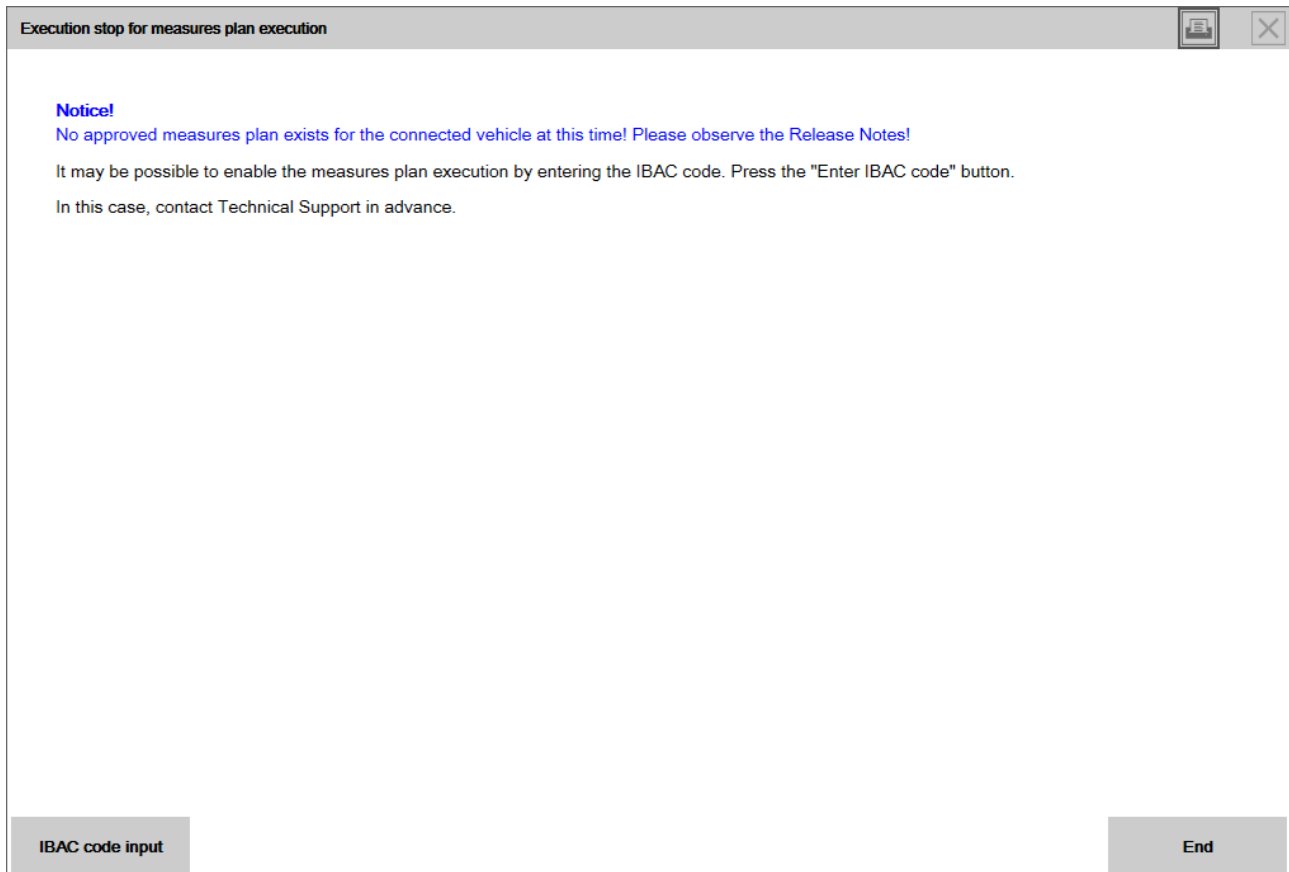 Execution stop for measures plan execution
Notice!
No approved measures plan exists for the connected vehicle at this time! Please observe the Release Notes!
It may be possible to enable the measures plan execution by entering the IBAC code. Press the "Enter IBAC code" button.
In this case, contact Technical Support in advance.
IBAC code input
End